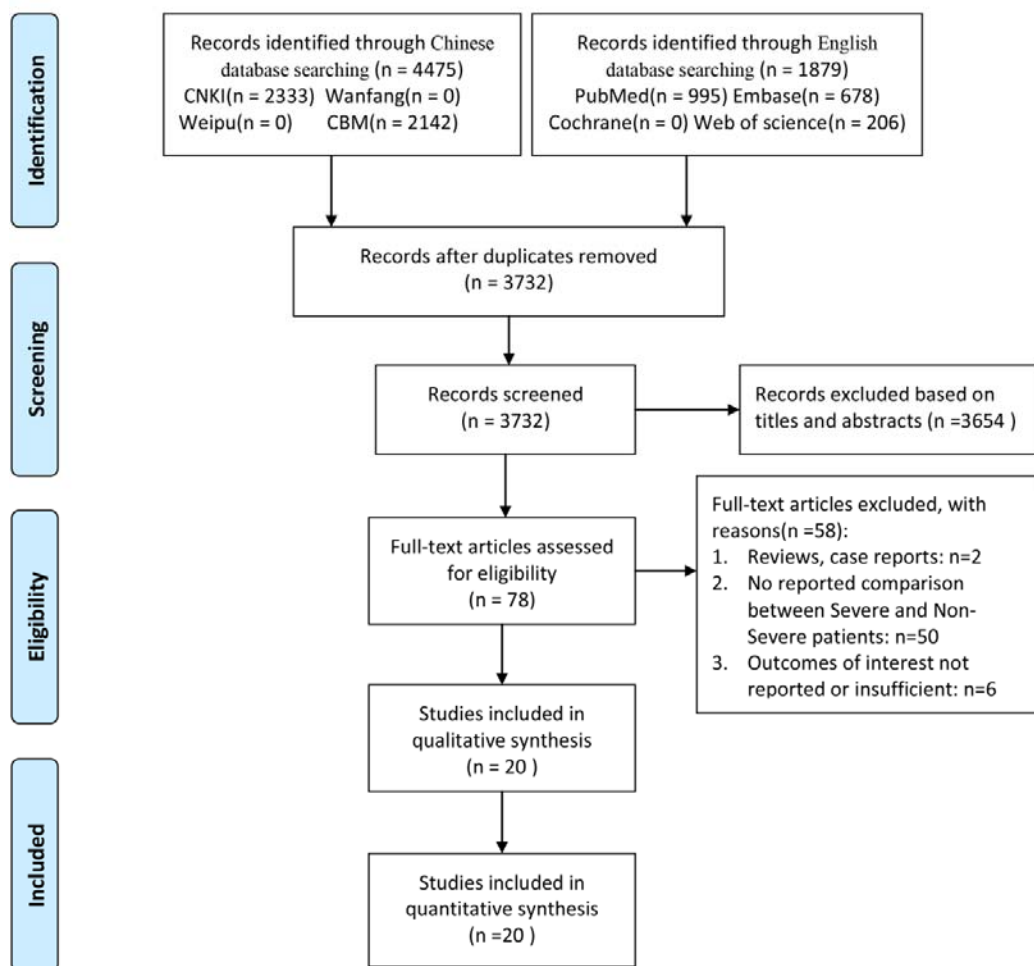 Identification
Records identified through Chinese
database searching (n = 4475)
CNKI(n = 2333) Wanfang(n = 0)
Weipu(n = 0) CBM(n = 2142)
Records identified through English
database searching (n = 1879)
PubMed(n = 995) Embase(n = 678)
Cochrane(n = 0) Web of science(n = 206)
Records after duplicates removed
(n = 3732)
Screening
Records screened
(n = 3732)
Records excluded based on
titles and abstracts (n =3654 )
Eligibility
Full-text articles assessed
for eligibility
(n = 78)
Full-text articles excluded, with
reasons(n =58):
1. Reviews, case reports: n=2
2. No reported comparison
between Severe and Non-
Severe patients: n=50
3. Outcomes of interest not
reported or insufficient: n=6
Studies included in
qualitative synthesis
(n = 20 )
Included
Studies included in
quantitative synthesis
(n =20 )